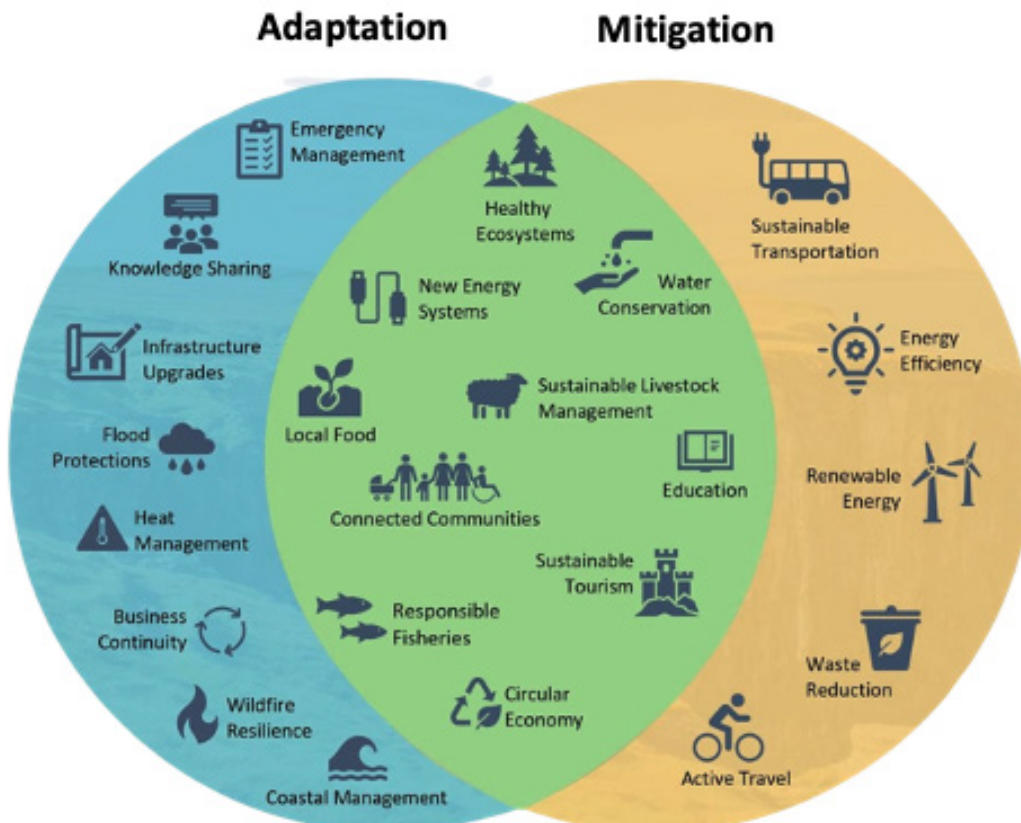 Adaptation
Mitigation
Emergency
Management
Knowledge Sharing
Infrastructure
Upgrades
Flood
Protections
Heat
Management
Business
Continuity
Wildfire
Resilience
Coastal Management
Healthy
Ecosystems
New Energy
Systems
Water
Conservation
Local Food
Sustainable Livestock
Management
Connected Communities
Education
Sustainable
Tourism
Responsible
Fisheries
Circular
Economy
Sustainable
Transportation
Energy
Efficiency
Renewable
Energy
Waste
Reduction
Active Travel